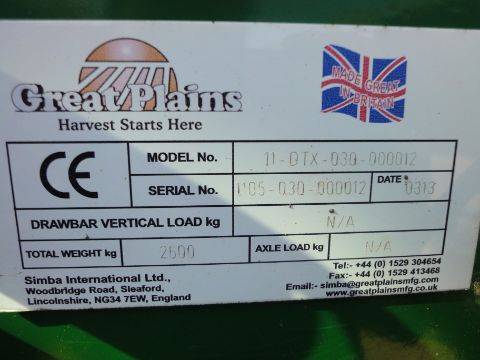 Great Plains
Harvest Starts Here
MADE GREAT
IN BRITAIN
CE
MODEL No. 11-DTX-030-000012
SERIAL No. 1105-030-000012 DATE 0313
DRAWBAR VERTICAL LOAD kg N/A
TOTAL WEIGHT kg 2600 AXLE LOAD kg N/A
Simba International Ltd.,
Woodbridge Road, Sleaford,
Lincolnshire, NG34 7EW, England
Tel:- +44 (0) 1529 304654
+44 (0) 1529 413468
Email:- simba@greatplainsmfg.com
www.greatplainsmfg.co.uk